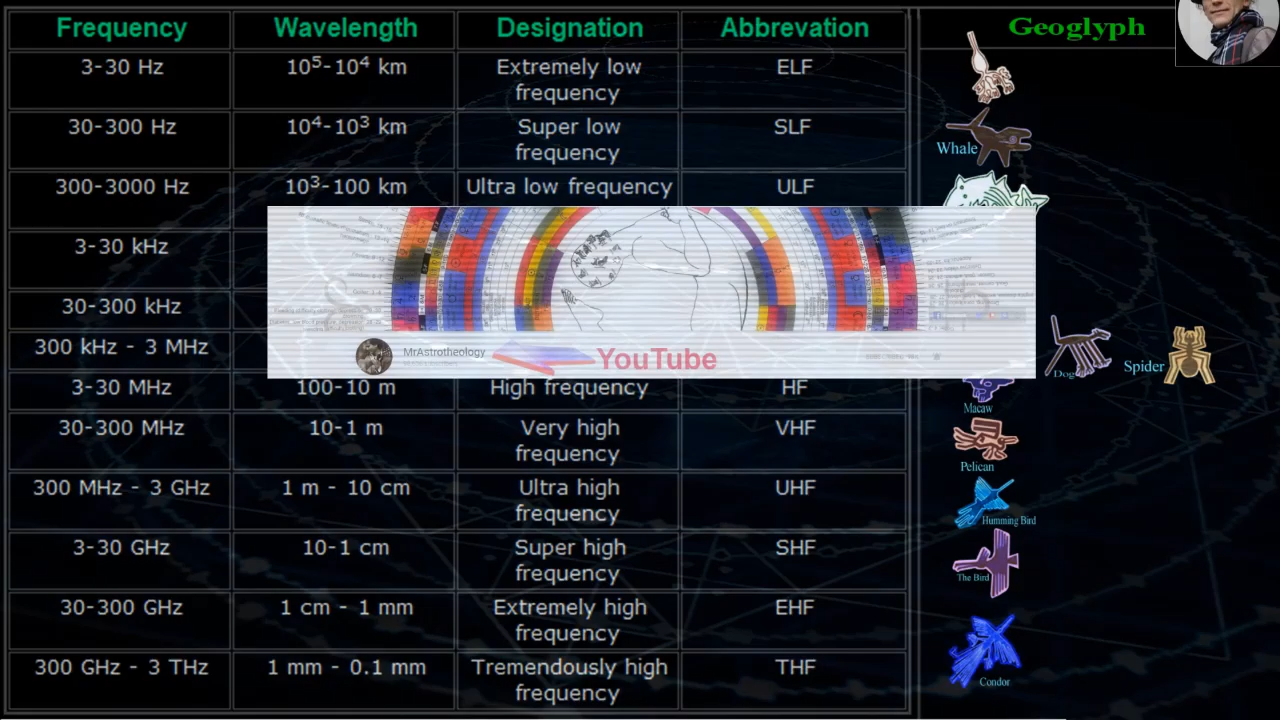 Frequency Wavelength Designation Abbrevation Geoglyph
3-30 Hz 10⁵-10⁴ km Extremely low ELF
frequency
30-300 Hz 10⁴-10³ km Super low SLF
frequency
Whale
300-3000 Hz 10³-100 km Ultra low frequency ULF
3-30 kHz
30-300 kHz
300 kHz - 3 MHz
MrAstrotheology YouTube
Dog Spider
3-30 MHz 100-10 m High frequency HF
Macaw
30-300 MHz 10-1 m Very high VHF
frequency
Pelican
300 MHz - 3 GHz 1 m - 10 cm Ultra high UHF
frequency
Humming Bird
3-30 GHz 10-1 cm Super high SHF
frequency
The Bird
30-300 GHz 1 cm - 1 mm Extremely high EHF
frequency
300 GHz - 3 THz 1 mm - 0.1 mm Tremendously high THF
frequency
Condor